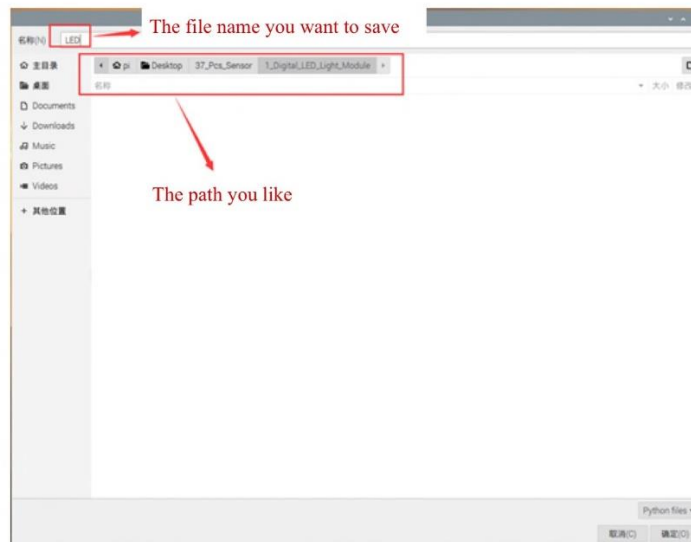 The file name you want to save
名称(N) LED
主目录
pi Desktop 37_Pcs_Sensor 1_Digital_LED_Light_Module
桌面
名称 大小 修改
Documents
Downloads
Music
Pictures
Videos
The path you like
+ 其他位置
Python files
取消(C) 确定(O)